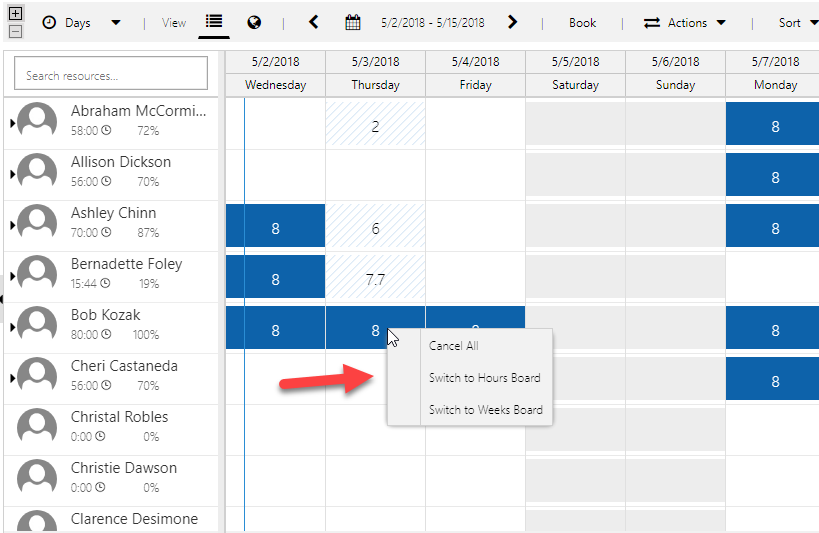 Days View 5/2/2018 - 5/15/2018 Book Actions Sort
Search resources...
5/2/2018 5/3/2018 5/4/2018 5/5/2018 5/6/2018 5/7/2018
Wednesday Thursday Friday Saturday Sunday Monday
Abraham McCormi...
58:00 72%
2 8
Allison Dickson
56:00 70%
8
Ashley Chinn
70:00 87%
8 6 8
Bernadette Foley
15:44 19%
8 7.7
Bob Kozak
80:00 100%
8 8 8
Cancel All
Switch to Hours Board
Switch to Weeks Board
Cheri Castaneda
56:00 70%
8
Christal Robles
0:00 0%
Christie Dawson
0:00 0%
Clarence Desimone